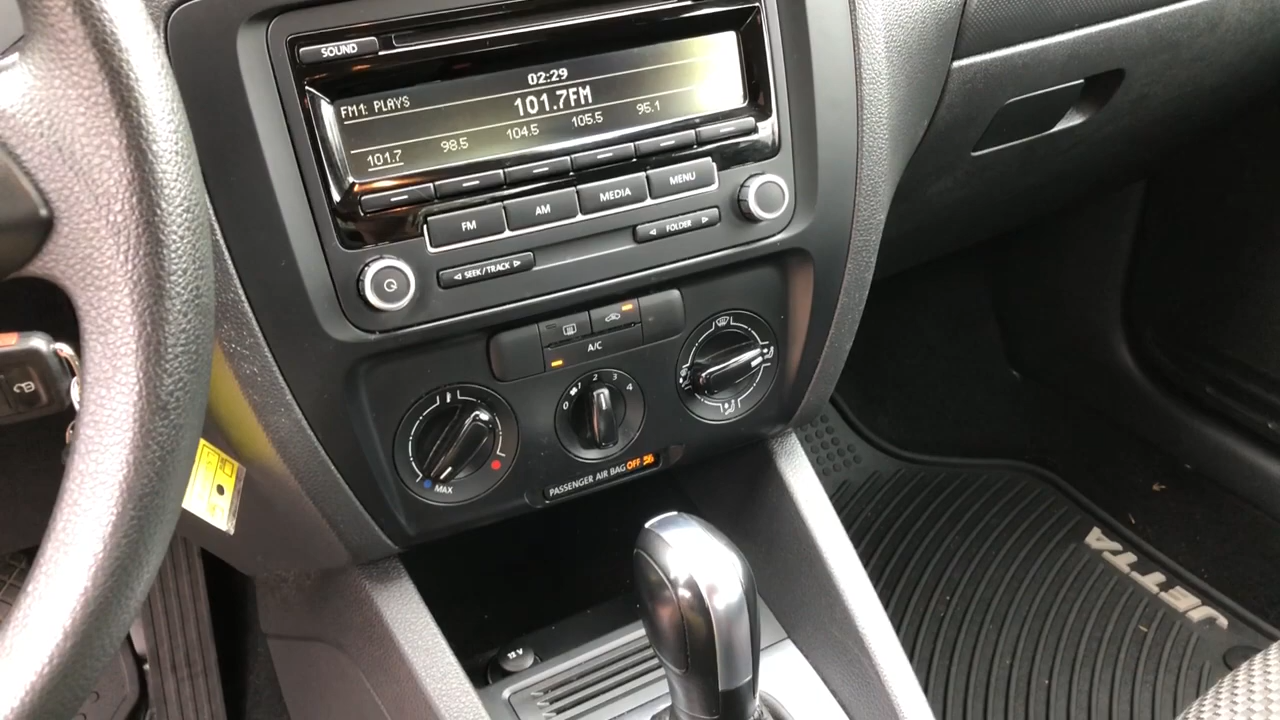 SOUND
02:29
FM1: PLAYS
101.7FM
101.7 98.5 104.5 105.5 95.1
FM AM MEDIA MENU
SEEK / TRACK
FOLDER
A/C
0 1 2 3 4
MAX
PASSENGER AIR BAG OFF
12 V
JETTA